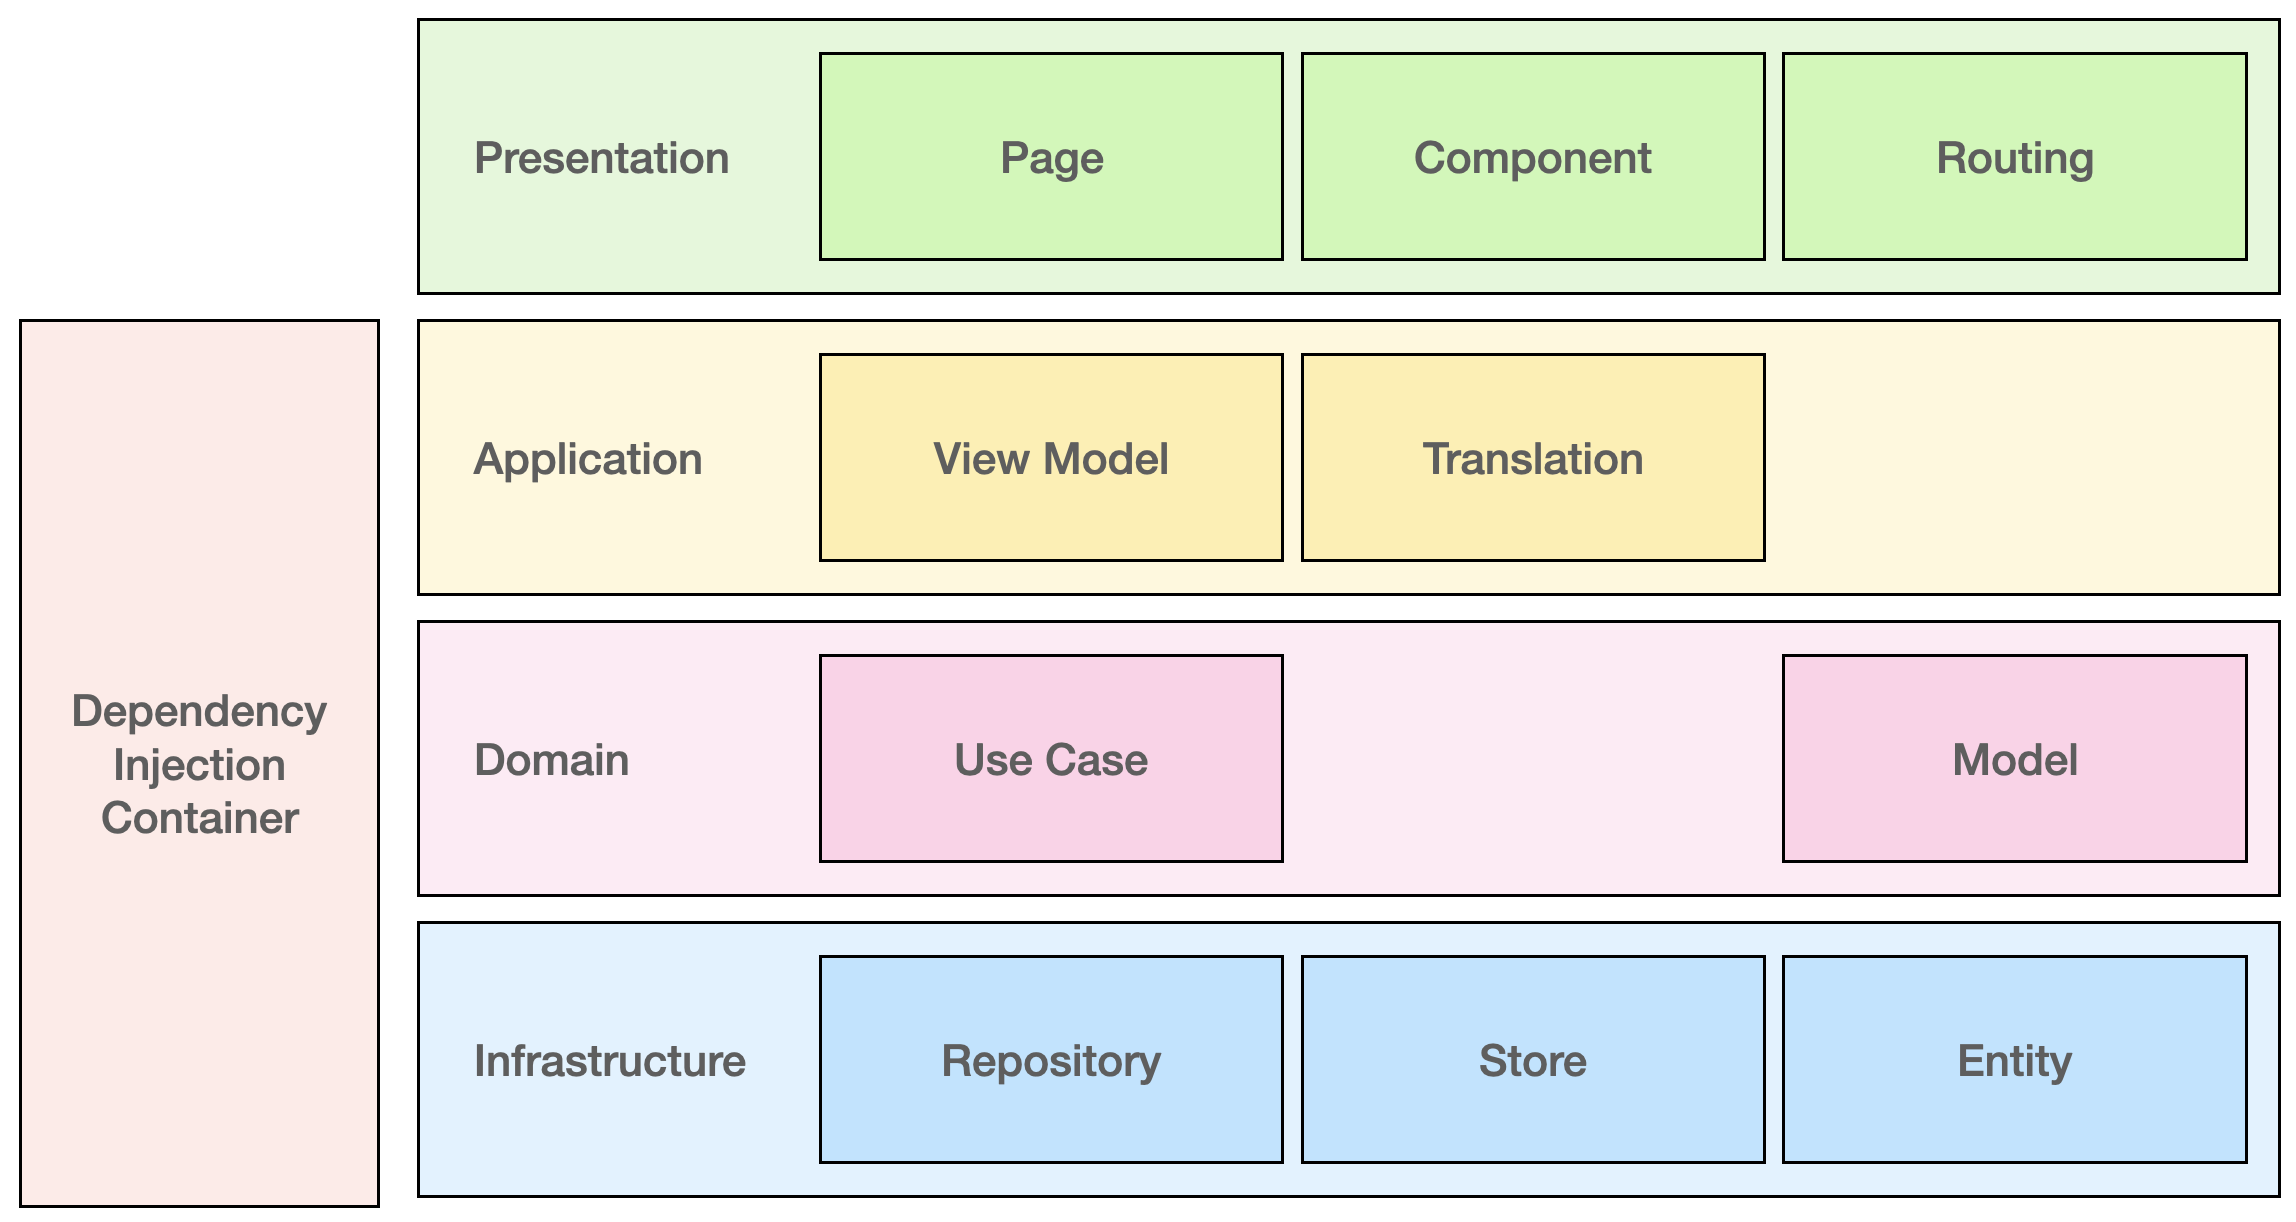 Presentation
Page
Component
Routing
Application
View Model
Translation
Dependency
Injection
Container
Domain
Use Case
Model
Infrastructure
Repository
Store
Entity